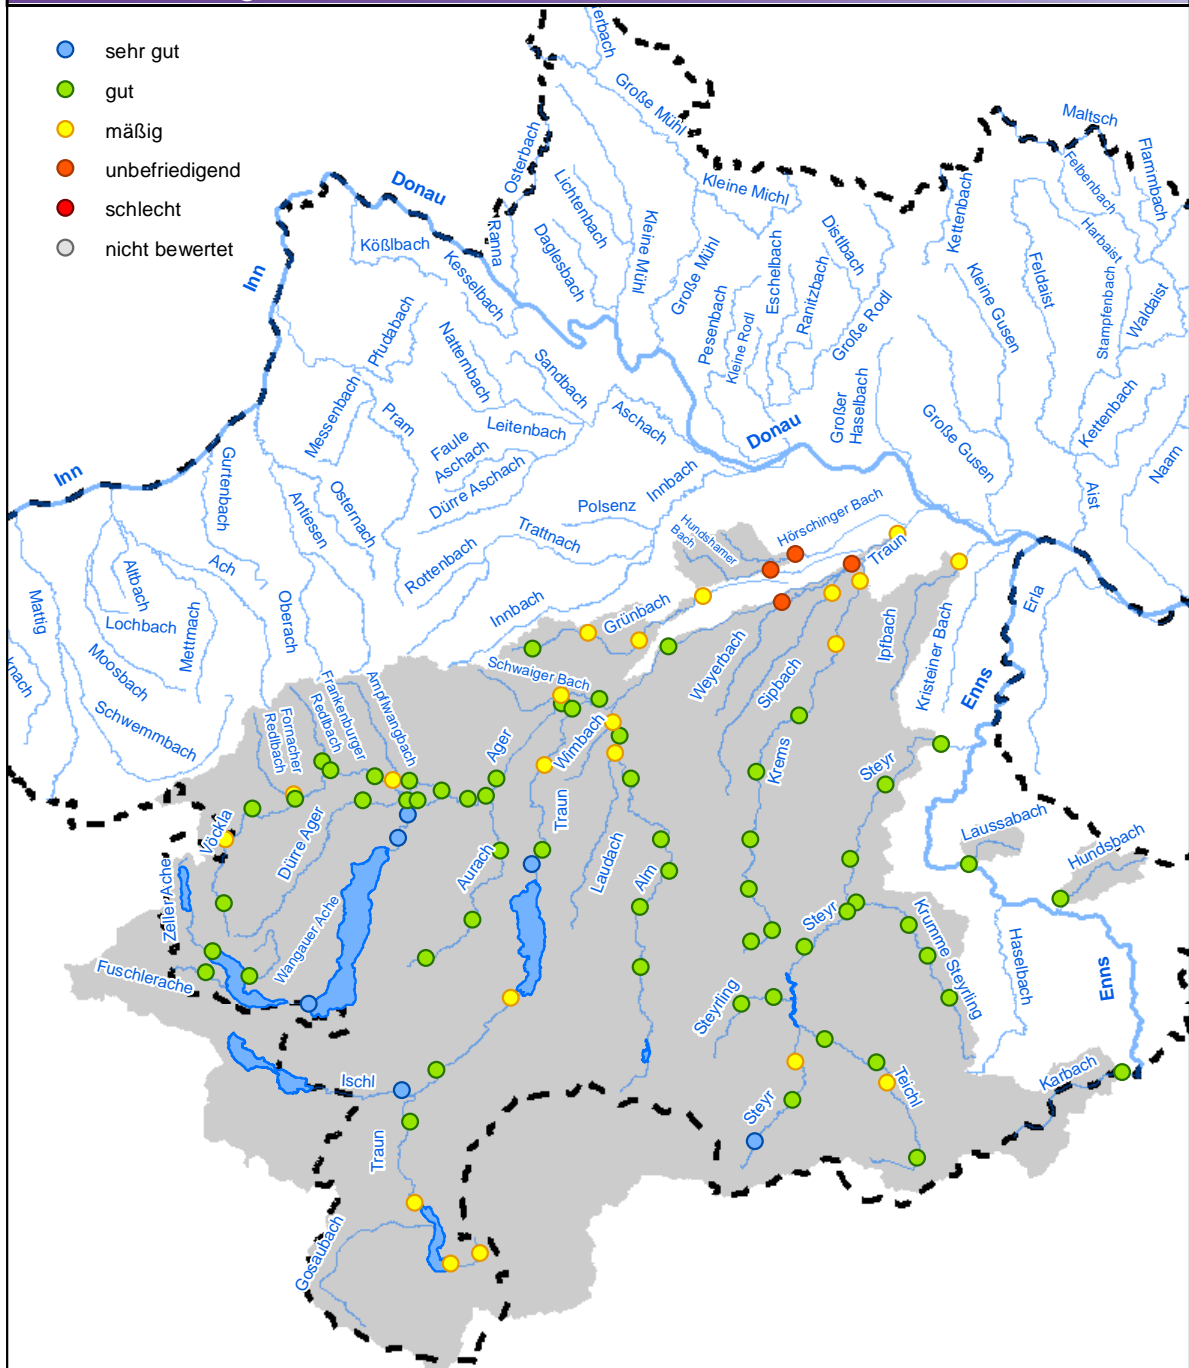 sehr gut
gut
mäßig
unbefriedigend
schlecht
nicht bewertet
erbach
Große Mühl
Maltsch
Flammbach
Felbenbach
Osterbach
Donau
Lichtenbach
Kleine Michl
Kettenbach
Harbaist
Kößlbach
Ranna
Daglesbach
Kleine Mühl
Große Mühl
Eschelbach
Distlbach
Ranitzbach
Feldaist
Inn
Kesselbach
Pesenbach
Kleine Rodl
Große Rodl
Kleine Gusen
Stampfenbach
Waldaist
Pfudabach
Natternbach
Sandbach
Messenbach
Pram
Leitenbach
Aschach
Großer
Haselbach
Große Gusen
Kettenbach
Faule
Aschach
Donau
Naarn
Inn
Gurtenbach
Antiesen
Osternach
Dürre Aschach
Polsenz
Innbach
Aist
Trattnach
Hundshamer
Bach
Hörschinger Bach
Traun
Rottenbach
Ach
Altbach
Mattig
Lochbach
Mettmach
Oberach
Innbach
Grünbach
Erla
Ipfbach
Kristeiner Bach
knach
Moosbach
Schwemmbach
Schwaiger Bach
Weyerbach
Sipbach
Enns
Fornacher
Redlbach
Frankenburger
Redlbach
Ampflwangbach
Ager
Wimbach
Krems
Steyr
Vöckla
Dürre Ager
Traun
Laussabach
Hundsbach
Aurach
Laudach
Alm
Zeller Ache
Wangauer Ache
Steyr
Krumme Steyrling
Haselbach
Enns
Fuschlerache
Steyrling
Ischl
Steyr
Teichl
Karbach
Traun
Gosaubach